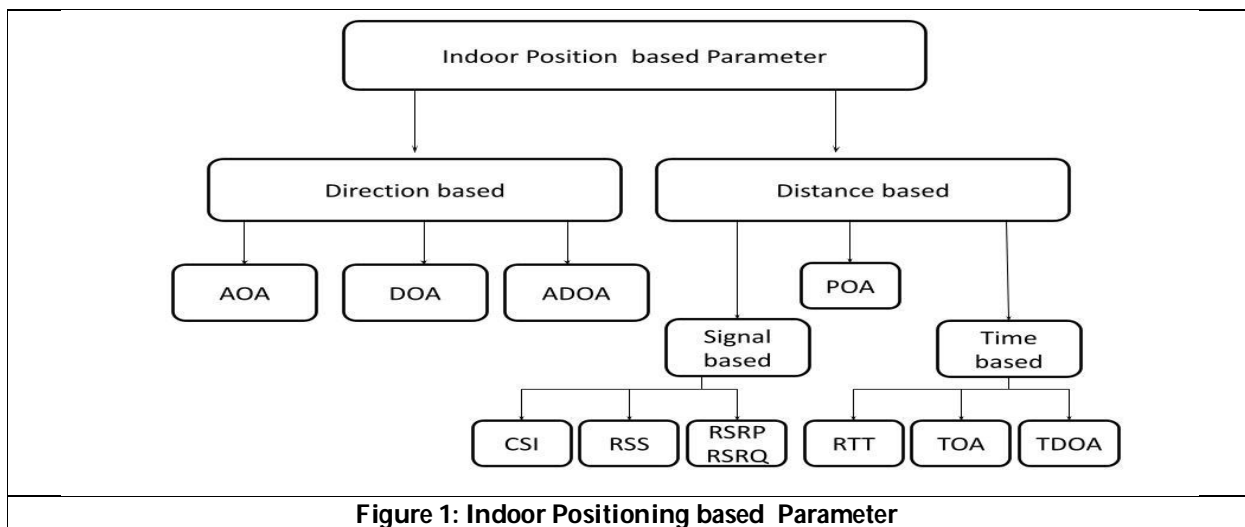 Indoor Position based Parameter
Direction based
Distance based
AOA
DOA
ADOA
POA
Signal
based
Time
based
CSI
RSS
RSRP
RSRQ
RTT
TOA
TDOA
Figure 1: Indoor Positioning based Parameter